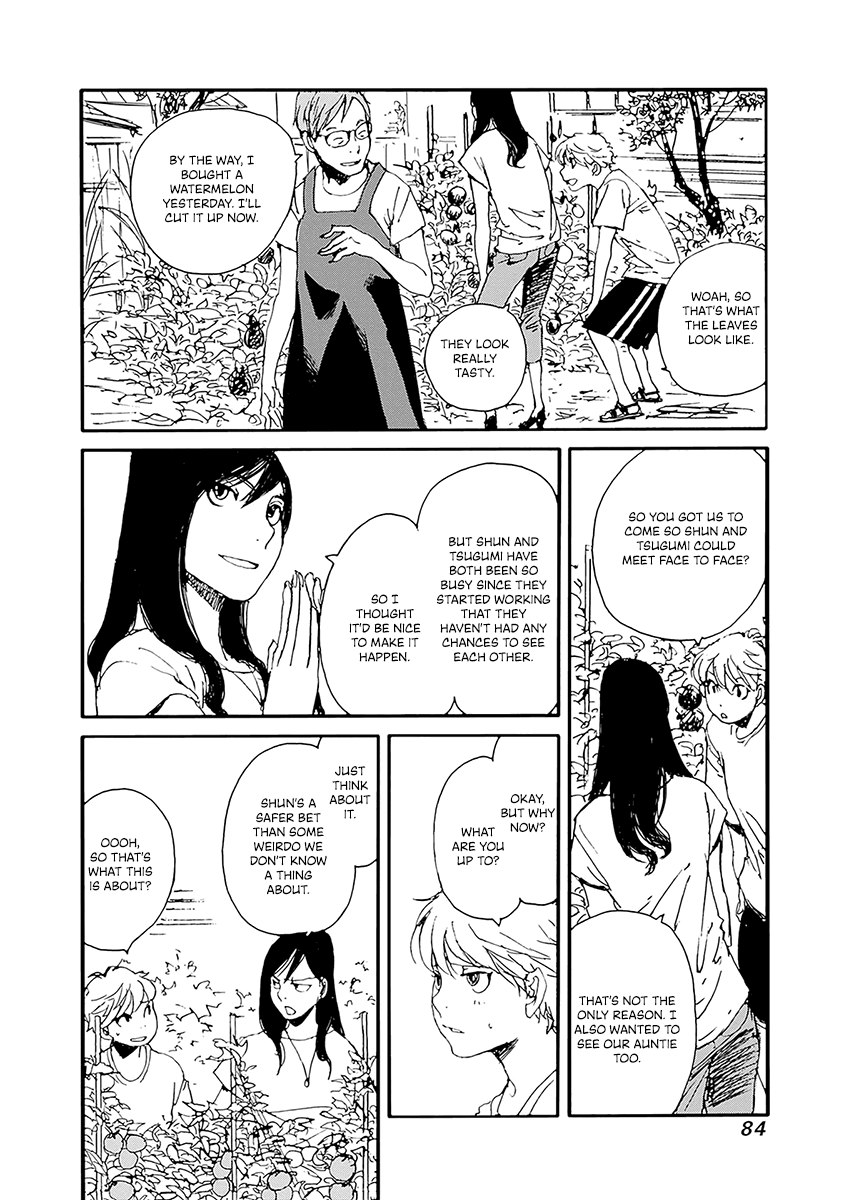 WOAH, SO
THAT'S WHAT
THE LEAVES
LOOK LIKE.
THEY LOOK
REALLY
TASTY.
BY THE WAY, I
BOUGHT A
WATERMELON
YESTERDAY. I'LL
CUT IT UP NOW.
SO YOU GOT US TO
COME SO SHUN AND
TSUGUMI COULD
MEET FACE TO FACE?
THAT'S NOT THE
ONLY REASON. I
ALSO WANTED TO
SEE OUR AUNTIE
TOO.
BUT SHUN AND
TSUGUMI HAVE
BOTH BEEN SO
BUSY SINCE THEY
STARTED WORKING
THAT THEY
HAVEN'T HAD ANY
CHANCES TO SEE
EACH OTHER.
SO I
THOUGHT
IT'D BE NICE
TO MAKE IT
HAPPEN.
OKAY,
BUT WHY
NOW?
WHAT
ARE YOU
UP TO?
JUST
THINK
ABOUT
IT.
SHUN'S A
SAFER BET
THAN SOME
WEIRDO WE
DON'T KNOW
A THING
ABOUT.
OOOH,
SO THAT'S
WHAT THIS
IS ABOUT?
84